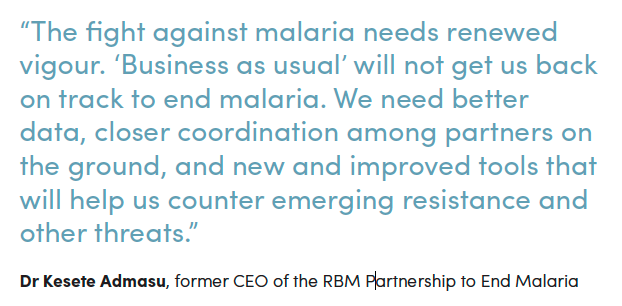 “The fight against malaria needs renewed
vigour. ‘Business as usual’ will not get us back
on track to end malaria. We need better
data, closer coordination among partners on
the ground, and new and improved tools that
will help us counter emerging resistance and
other threats.”
Dr Kesete Admasu, former CEO of the RBM Partnership to End Malaria